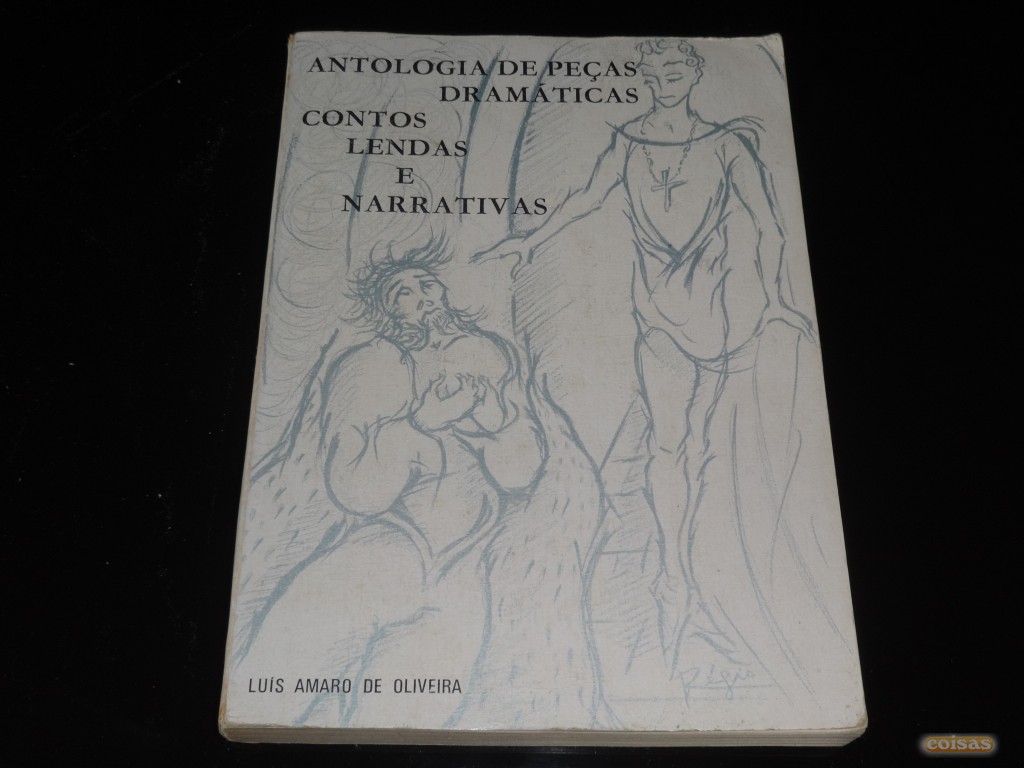 ANTOLOGIA DE PEÇAS
DRAMÁTICAS
CONTOS
LENDAS
E
NARRATIVAS
LUÍS AMARO DE OLIVEIRA
Régio
coisas